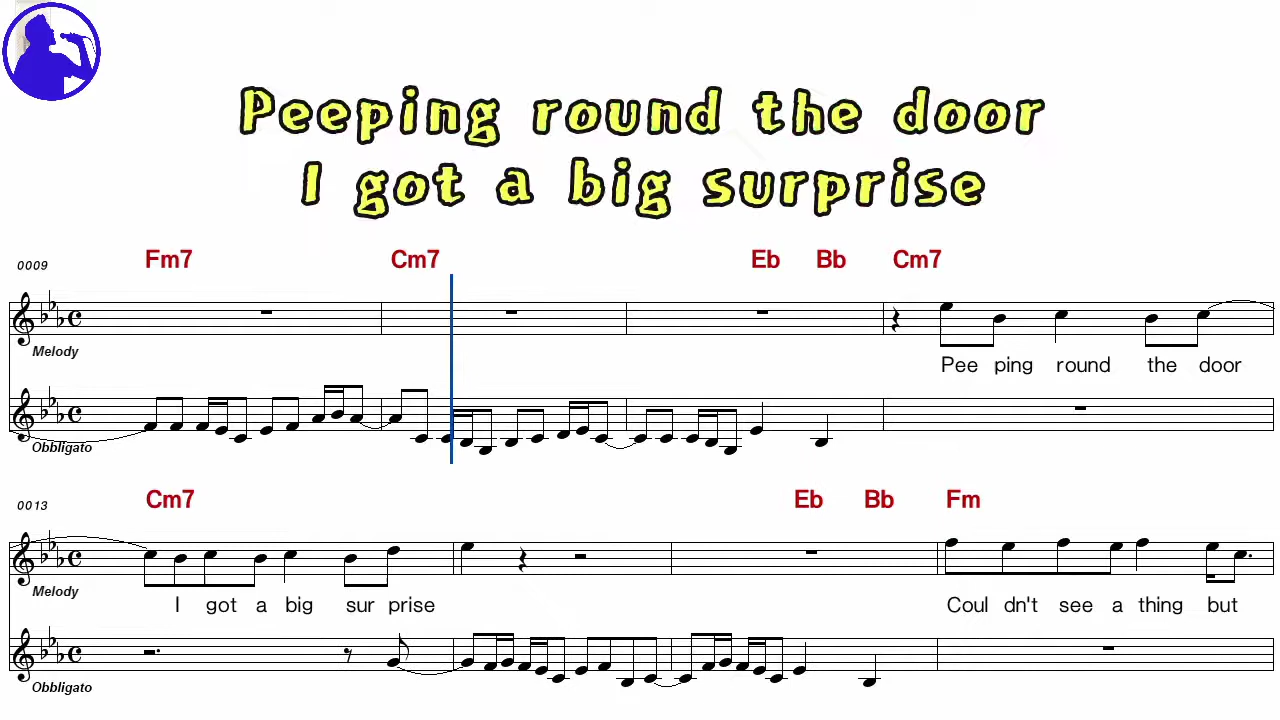 Peeping round the door
I got a big surprise
0009 Fm7 Cm7 Eb Bb Cm7
Melody
Pee ping round the door
Obbligato
0013 Cm7 Eb Bb Fm
Melody
I got a big sur prise Coul dn't see a thing but
Obbligato